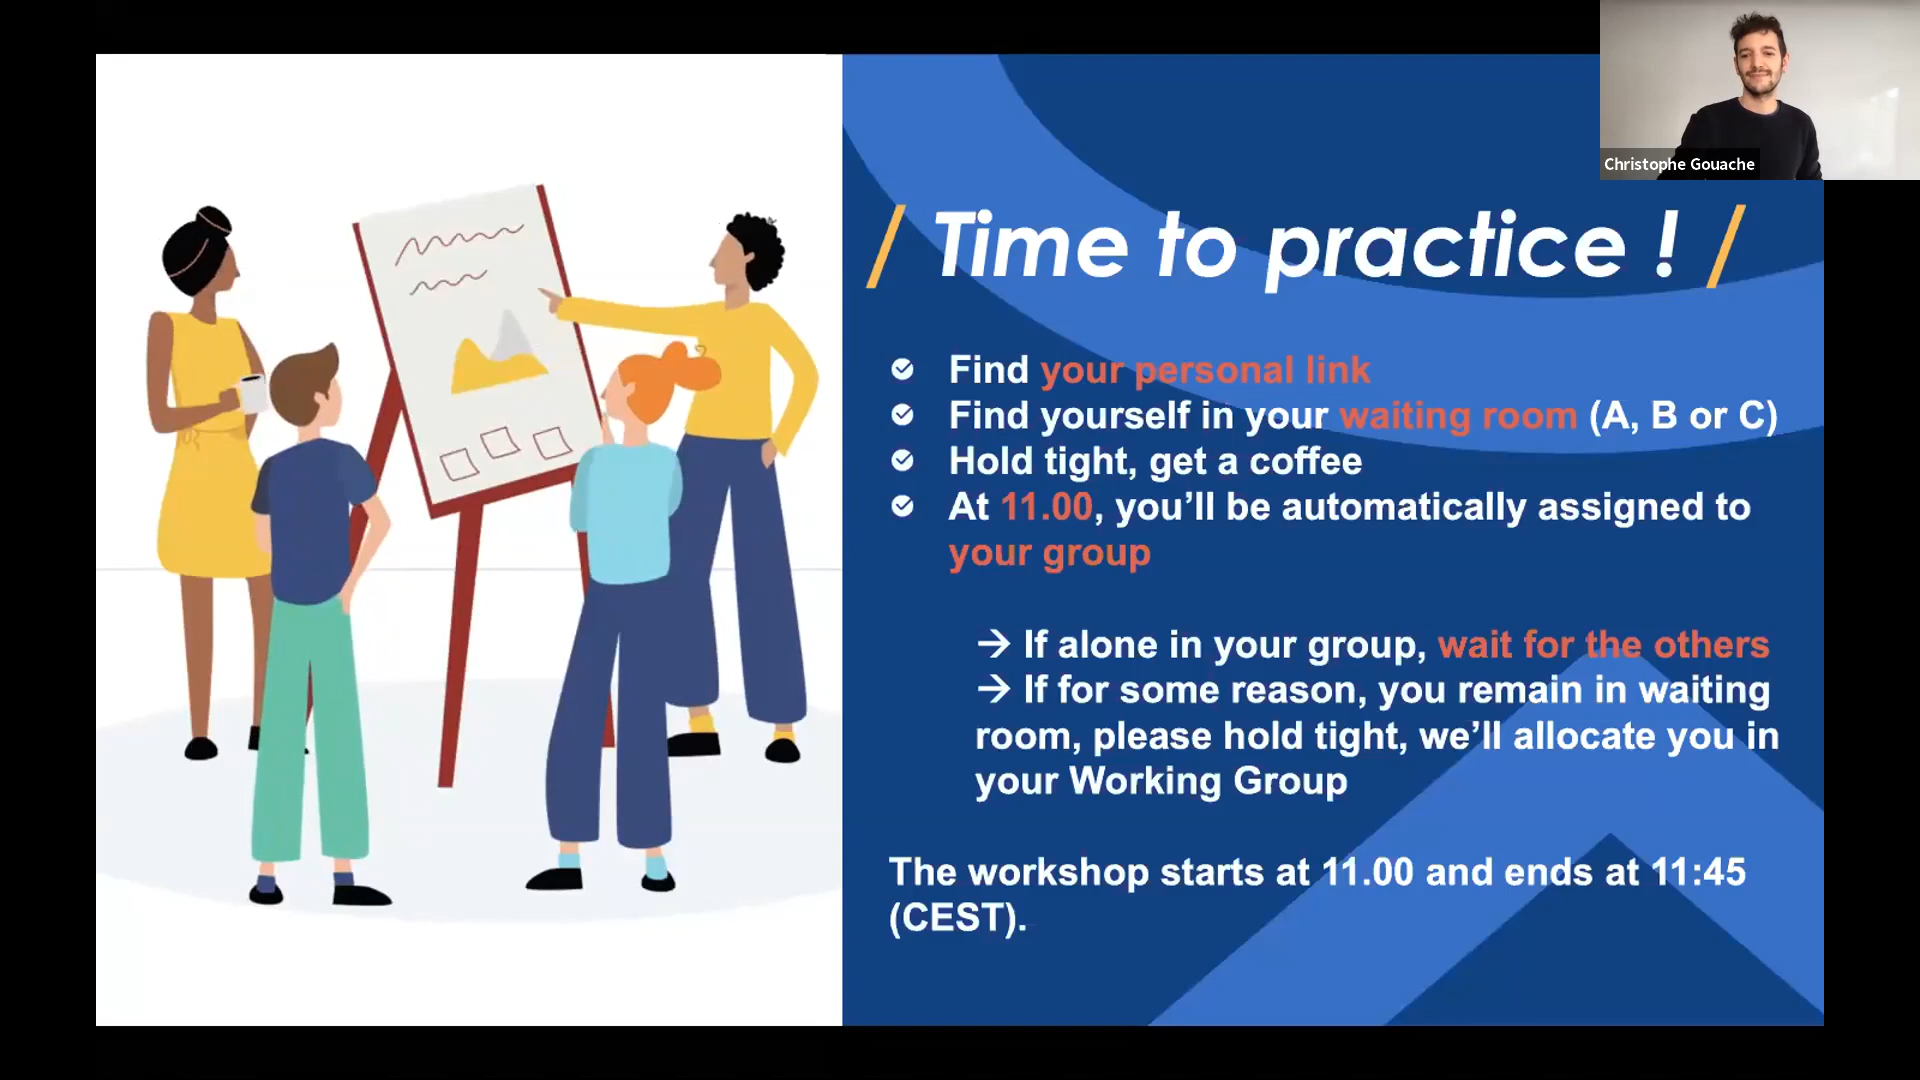 Christophe Gouache
/ Time to practice ! /
Find your personal link
Find yourself in your waiting room (A, B or C)
Hold tight, get a coffee
At 11.00, you’ll be automatically assigned to
your group
→ If alone in your group, wait for the others
→ If for some reason, you remain in waiting
room, please hold tight, we’ll allocate you in
your Working Group
The workshop starts at 11.00 and ends at 11:45
(CEST).